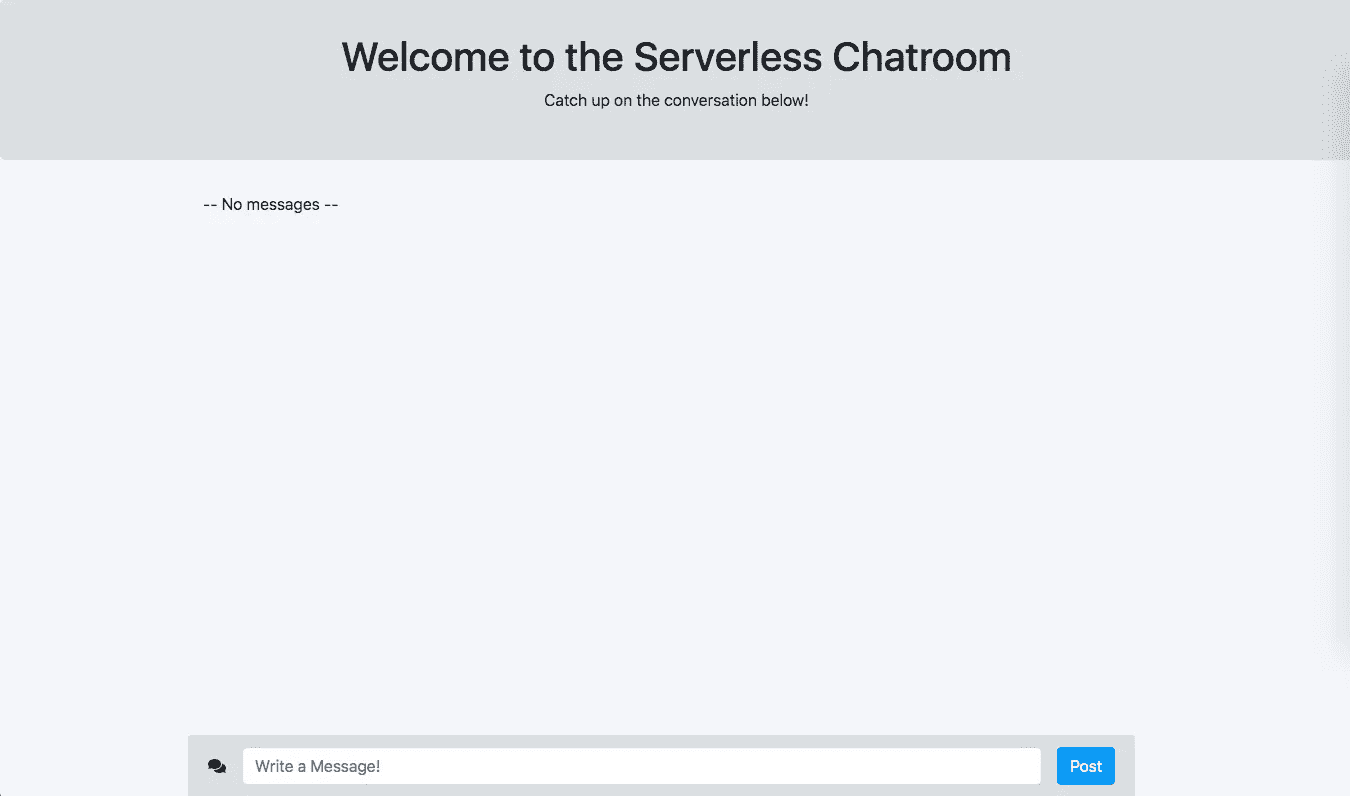 Welcome to the Serverless Chatroom
Catch up on the conversation below!
-- No messages --
Write a Message!
Post